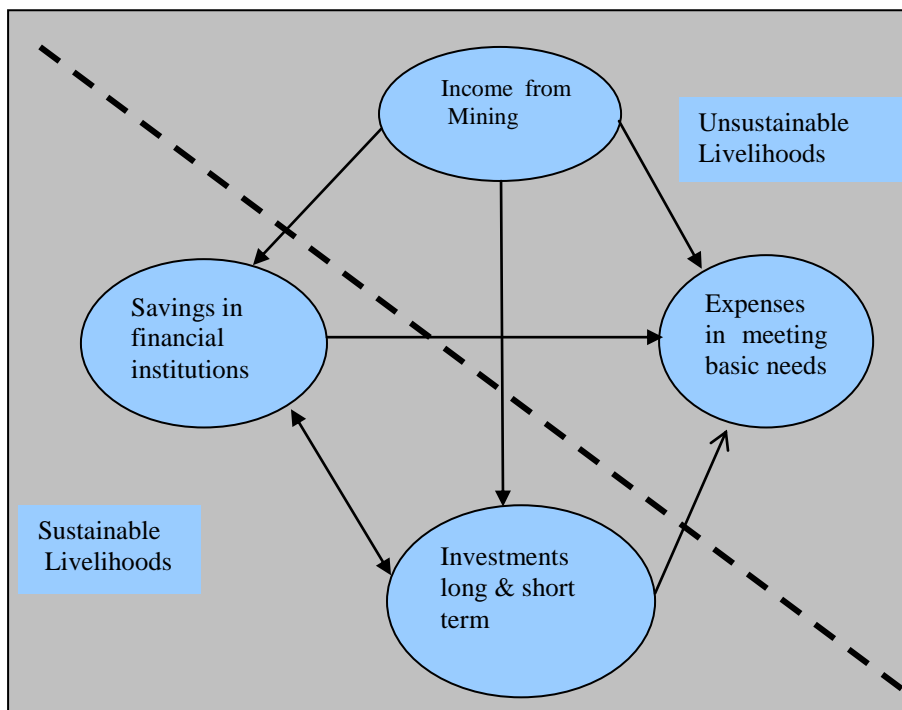 Income from
Mining
Unsustainable
Livelihoods
Savings in
financial
institutions
Expenses
in meeting
basic needs
Sustainable
Livelihoods
Investments
long & short
term